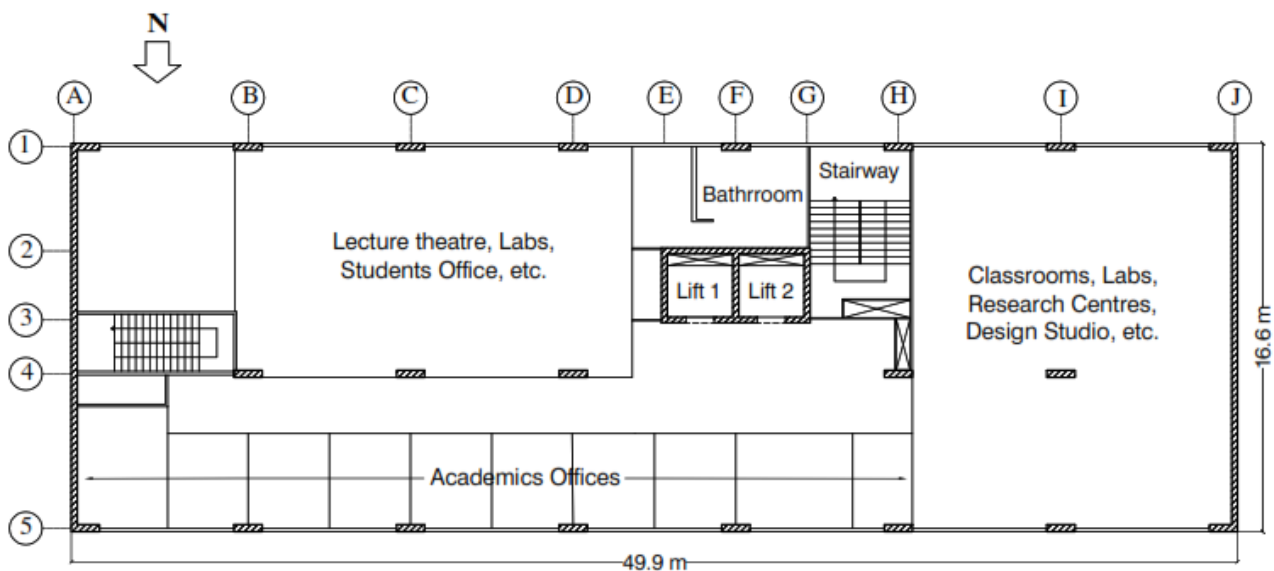 N
A
B
C
D
E
F
G
H
I
J
1
Stairway
Bathrroom
2
Lecture theatre, Labs,
Students Office, etc.
Classrooms, Labs,
Research Centres,
Design Studio, etc.
Lift 1
Lift 2
3
16.6 m
4
Academics Offices
5
49.9 m